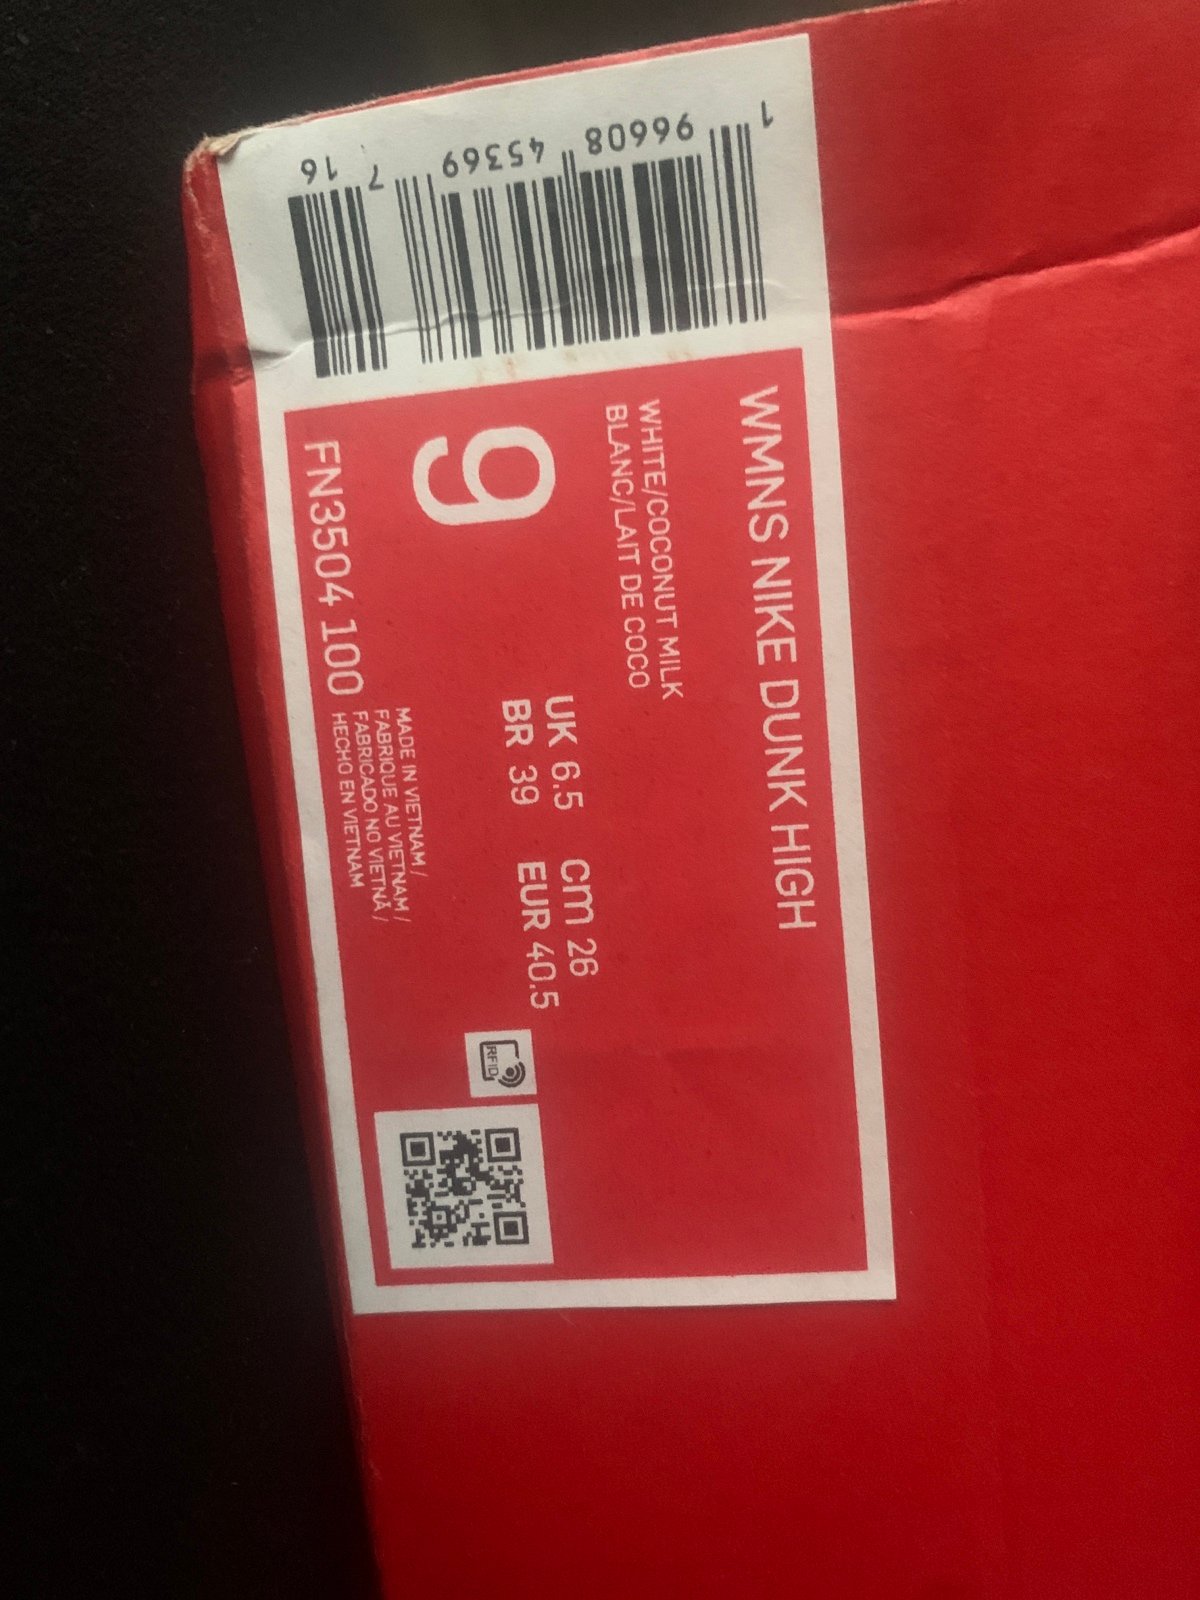 WMNS NIKE DUNK HIGH
WHITE/COCONUT MILK
BLANC/LAIT DE COCO
9
UK 6.5 cm 26
BR 39 EUR 40.5
FN3504 100
MADE IN VIETNAM /
FABRIQUE AU VIETNAM /
FABRICADO NO VIETNÃ /
HECHO EN VIETNAM
RFID
1 96608 45369 7 16